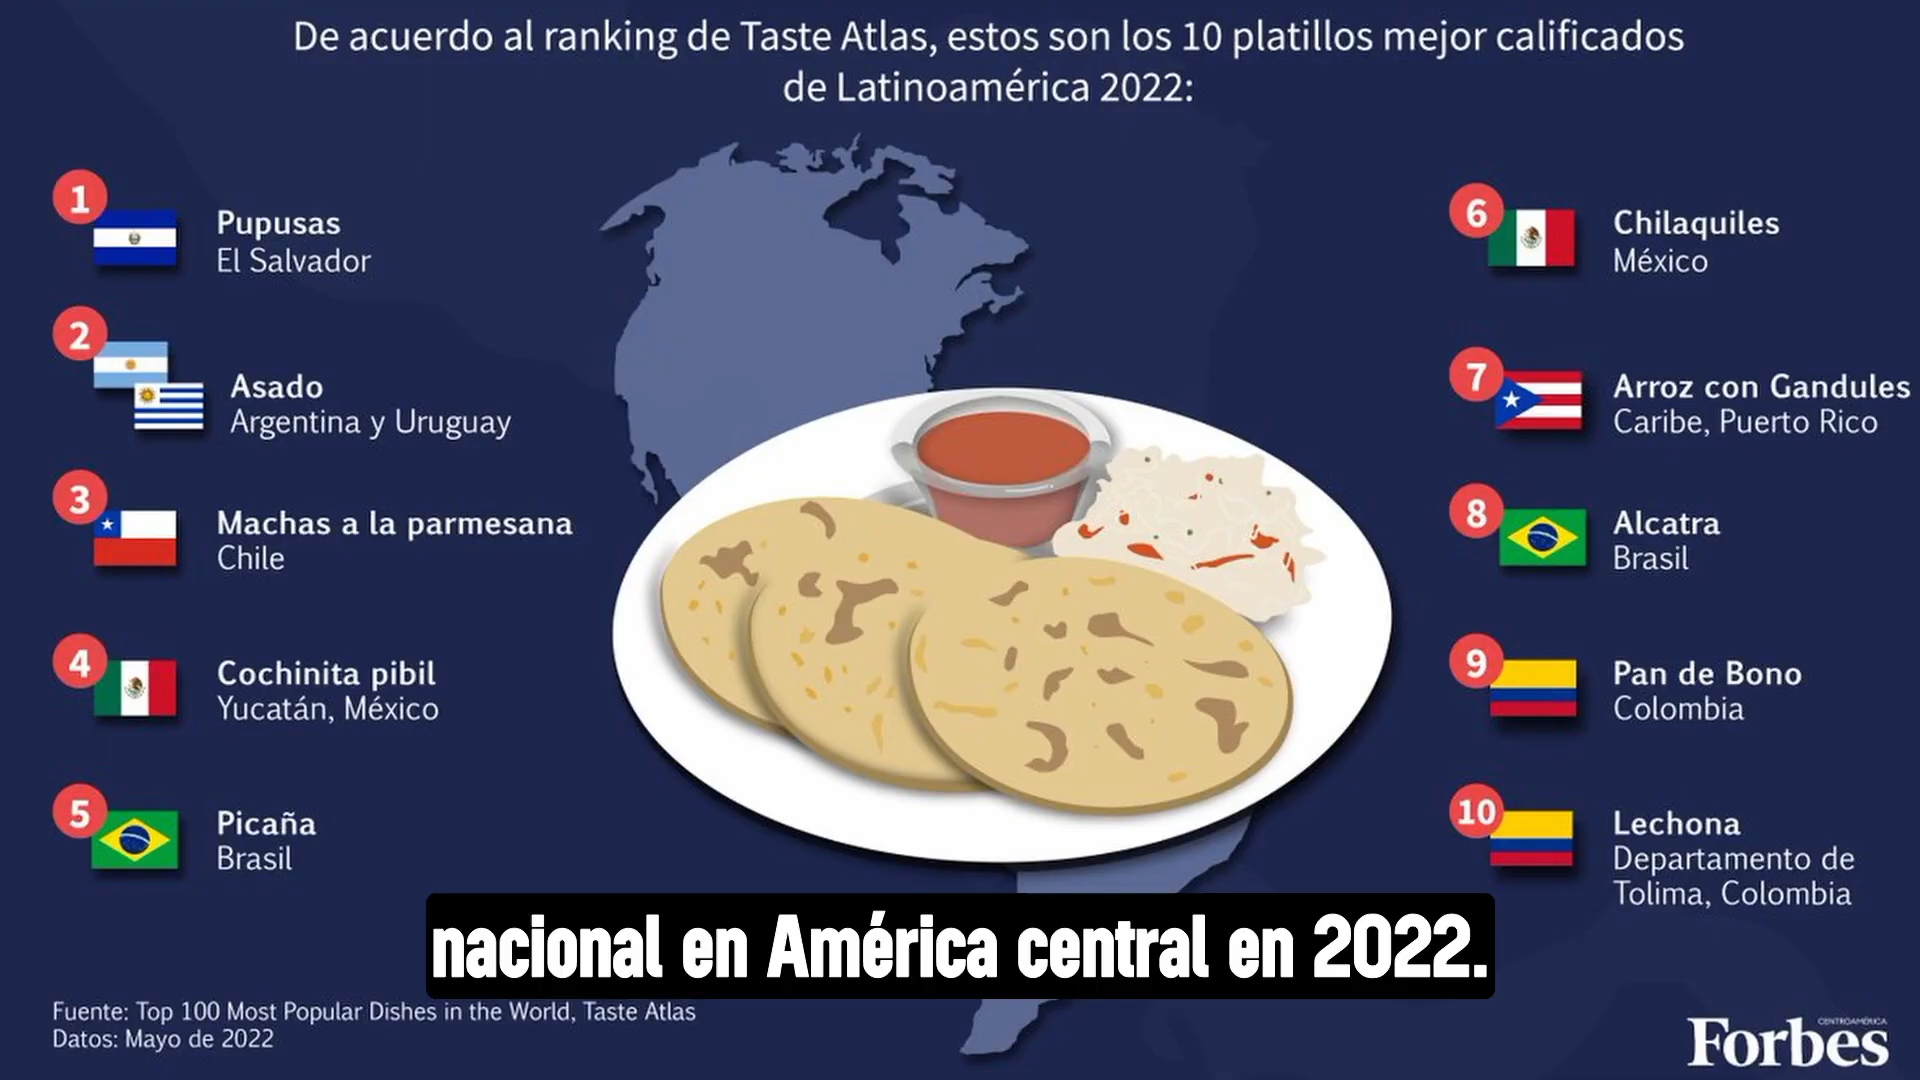 De acuerdo al ranking de Taste Atlas, estos son los 10 platillos mejor calificados
de Latinoamérica 2022:
1
Pupusas
El Salvador
2
Asado
Argentina y Uruguay
3
Machas a la parmesana
Chile
4
Cochinita pibil
Yucatán, México
5
Picaña
Brasil
6
Chilaquiles
México
7
Arroz con Gandules
Caribe, Puerto Rico
8
Alcatra
Brasil
9
Pan de Bono
Colombia
10
Lechona
Departamento de
Tolima, Colombia
nacional en América central en 2022.
Fuente: Top 100 Most Popular Dishes in the World, Taste Atlas
Datos: Mayo de 2022
CENTROAMÉRICA
Forbes